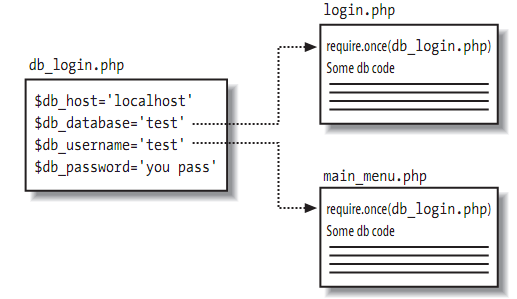 db_login.php
$db_host='localhost'
$db_database='test'
$db_username='test'
$db_password='you pass'
login.php
require.once(db_login.php)
Some db code
main_menu.php
require.once(db_login.php)
Some db code